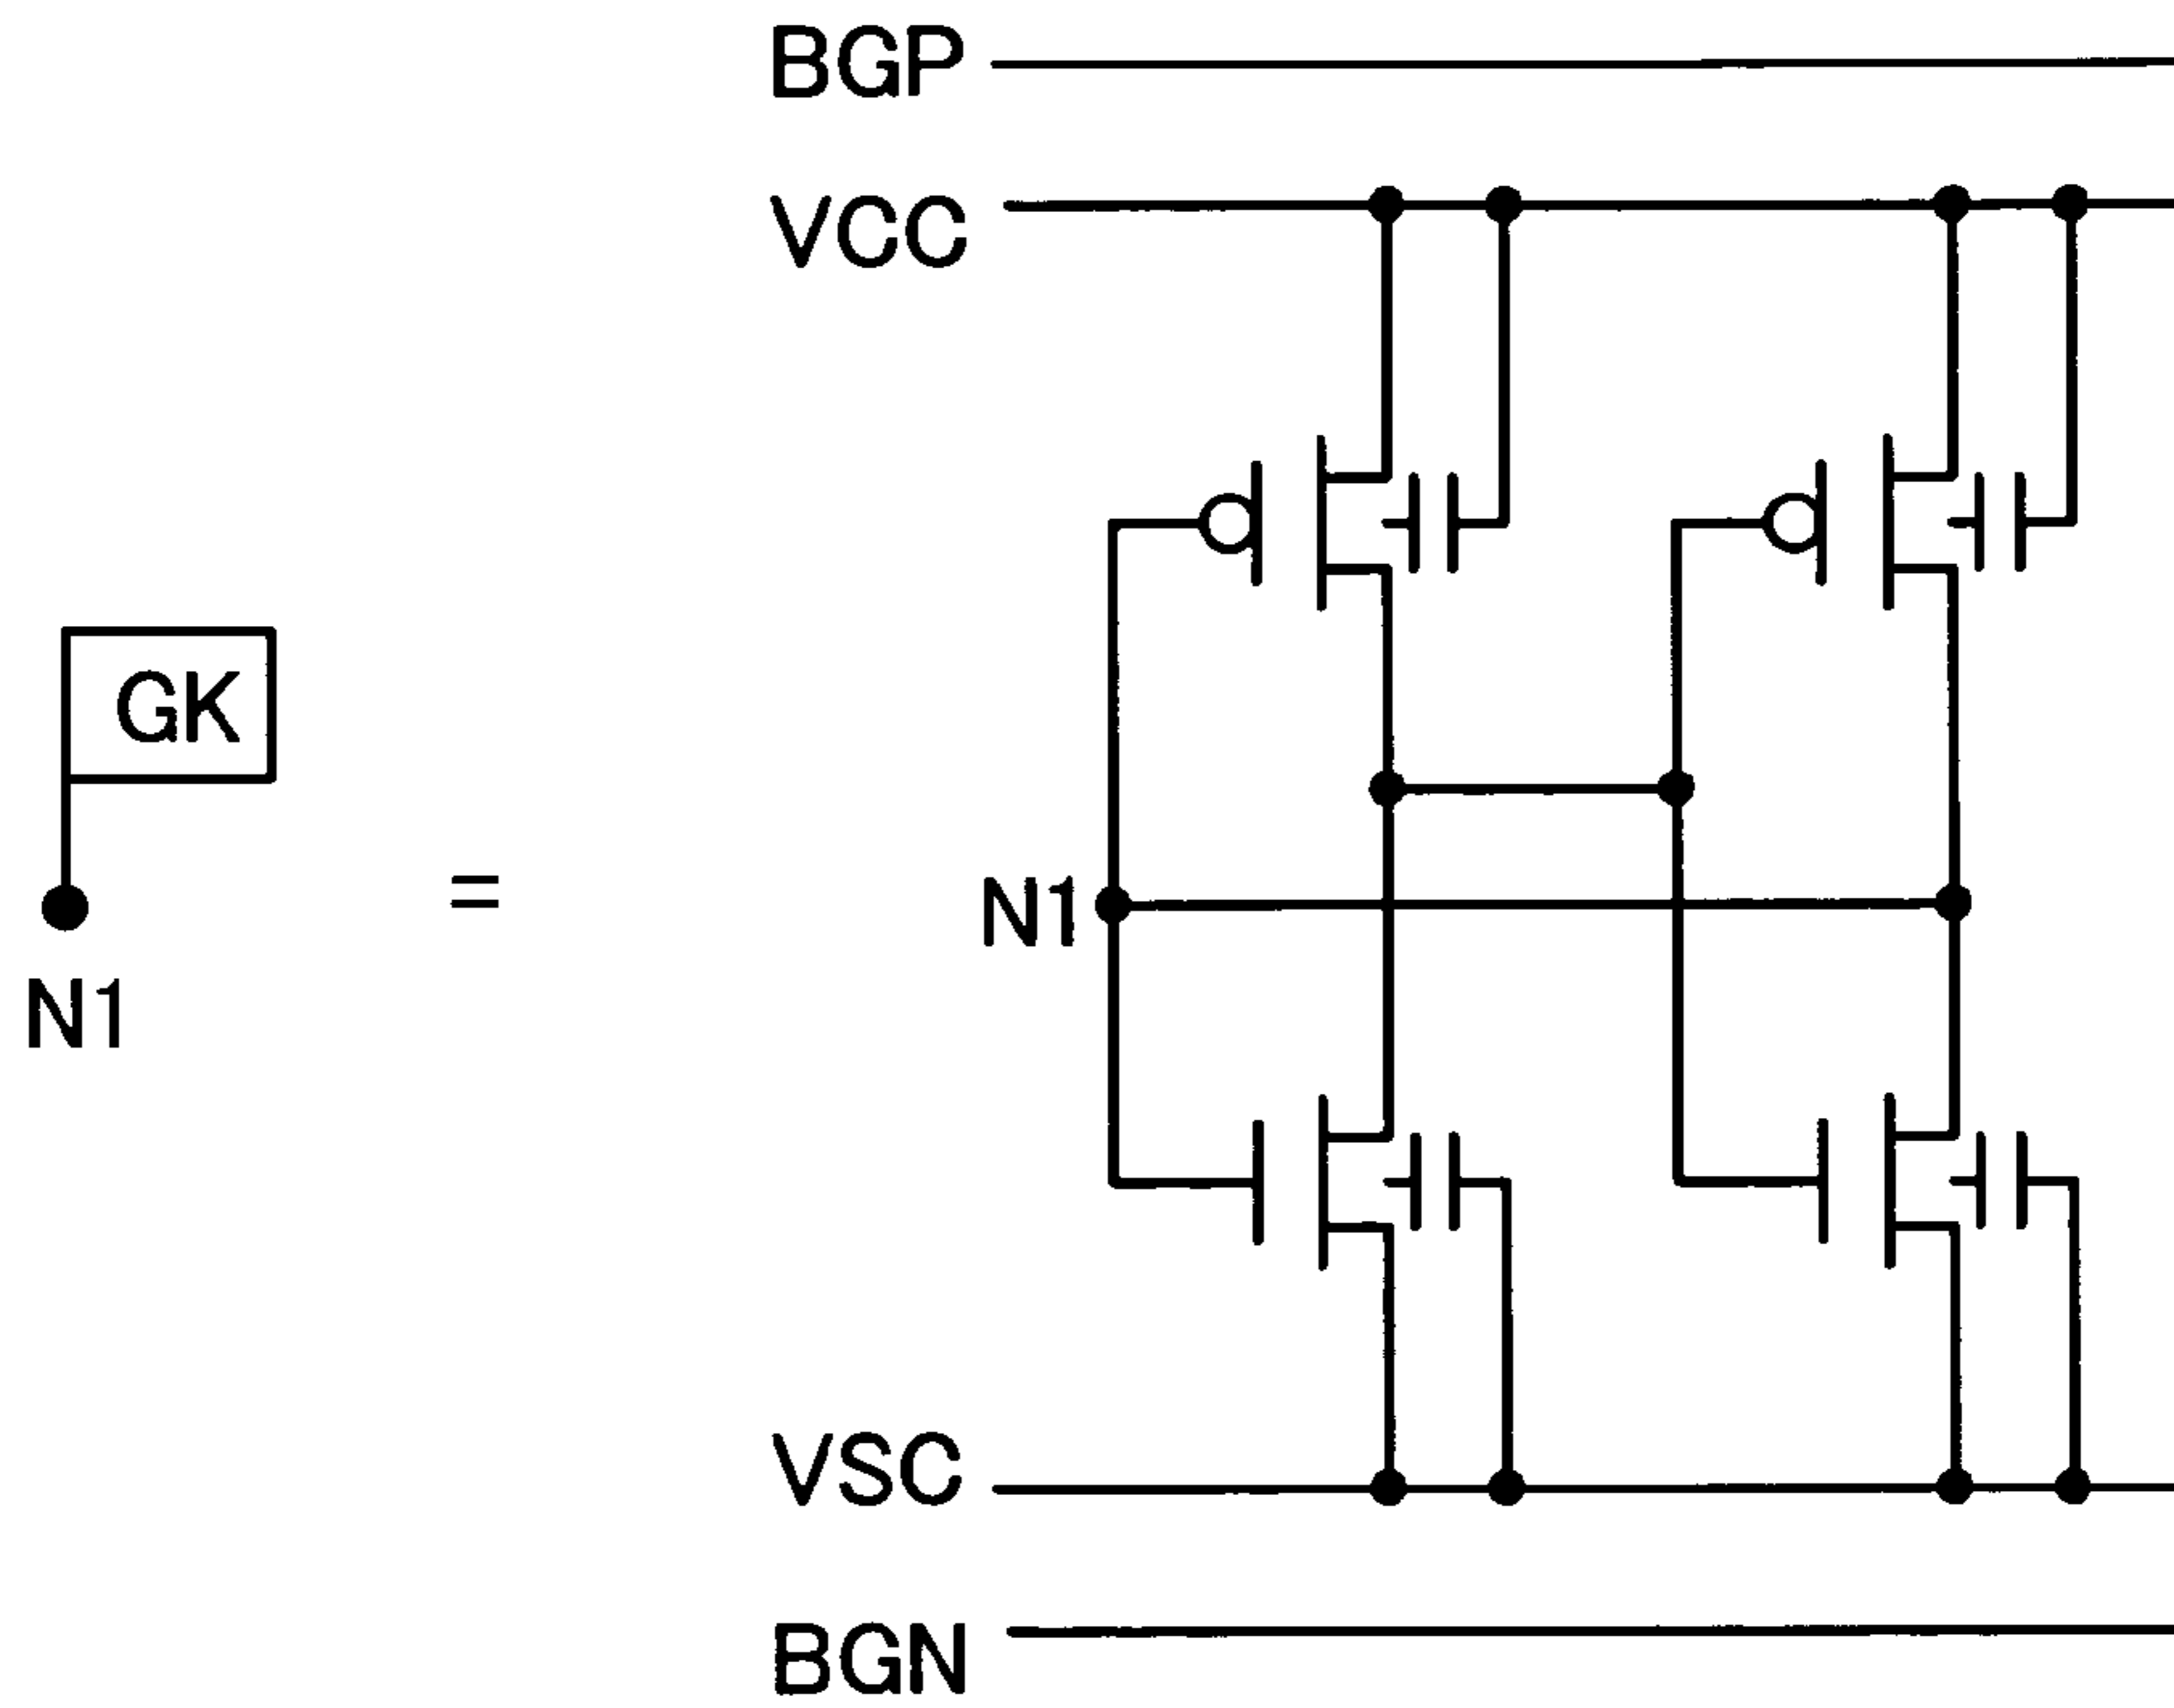 BGP
VCC
GK
N1
=
N1
VSC
BGN